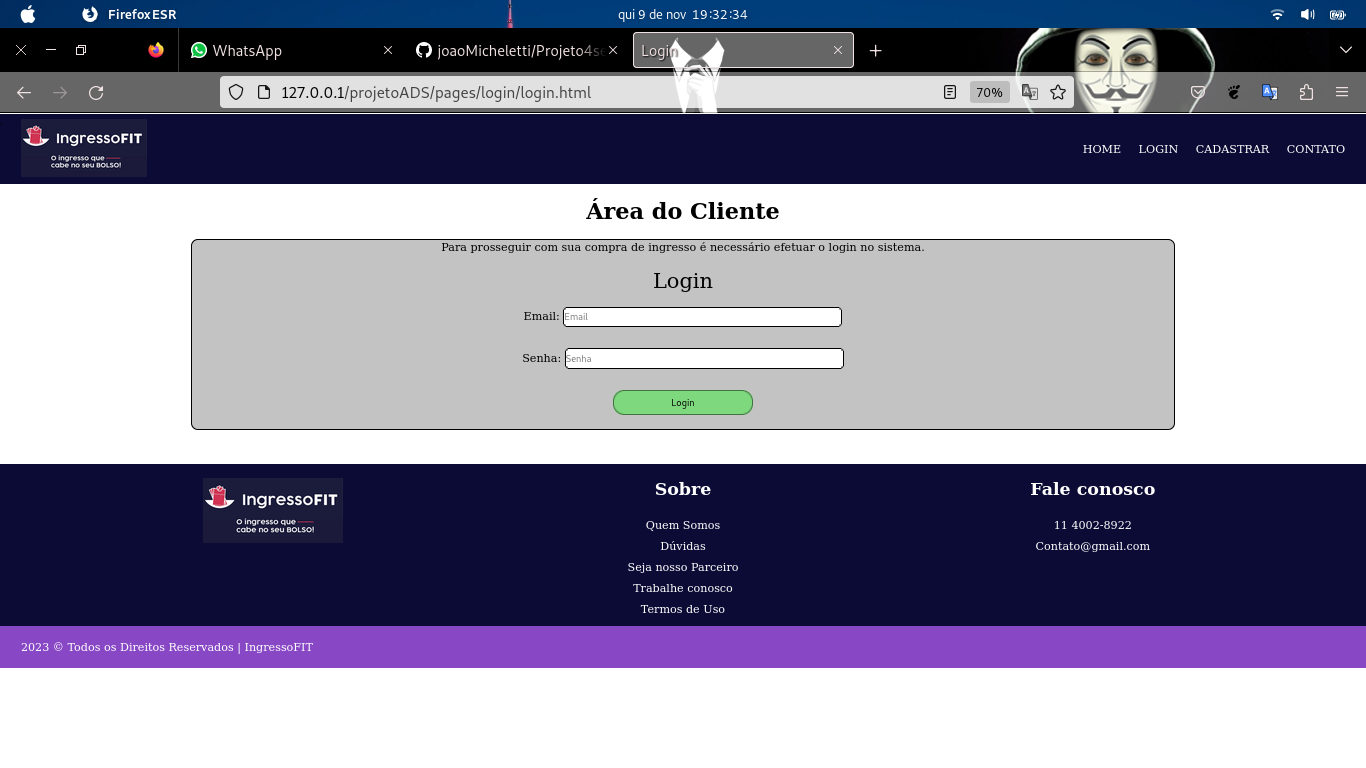 FirefoxESR
qui 9 de nov 19:32:34
WhatsApp
joaoMicheletti/Projeto4se
Login
127.0.0.1/projetoADS/pages/login/login.html
70%
IngressoFIT
O ingresso que
cabe no seu BOLSO!
HOME LOGIN CADASTRAR CONTATO
Área do Cliente
Para prosseguir com sua compra de ingresso é necessário efetuar o login no sistema.
Login
Email: Email
Senha: Senha
Login
IngressoFIT
O ingresso que
cabe no seu BOLSO!
Sobre
Quem Somos
Dúvidas
Seja nosso Parceiro
Trabalhe conosco
Termos de Uso
Fale conosco
11 4002-8922
Contato@gmail.com
2023 © Todos os Direitos Reservados | IngressoFIT